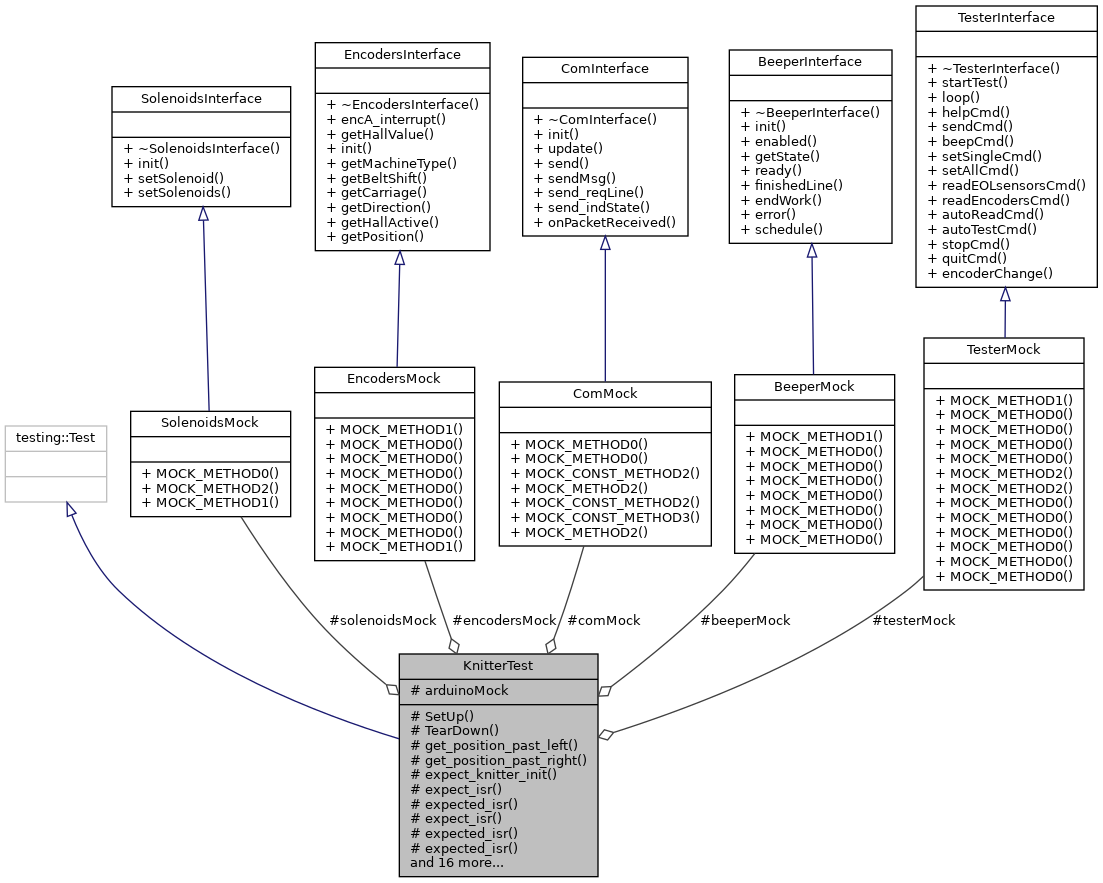 TesterInterface
+ ~TesterInterface()
+ startTest()
+ loop()
+ helpCmd()
+ sendCmd()
+ beepCmd()
+ setSingleCmd()
+ setAllCmd()
+ readEOLsensorsCmd()
+ readEncodersCmd()
+ autoReadCmd()
+ autoTestCmd()
+ stopCmd()
+ quitCmd()
+ encoderChange()
EncodersInterface
+ ~EncodersInterface()
+ encA_interrupt()
+ getHallValue()
+ init()
+ getMachineType()
+ getBeltShift()
+ getCarriage()
+ getDirection()
+ getHallActive()
+ getPosition()
ComInterface
+ ~ComInterface()
+ init()
+ update()
+ send()
+ sendMsg()
+ send_reqLine()
+ send_indState()
+ onPacketReceived()
BeeperInterface
+ ~BeeperInterface()
+ init()
+ enabled()
+ getState()
+ ready()
+ finishedLine()
+ endWork()
+ error()
+ schedule()
SolenoidsInterface
+ ~SolenoidsInterface()
+ init()
+ setSolenoid()
+ setSolenoids()
testing::Test
SolenoidsMock
+ MOCK_METHOD0()
+ MOCK_METHOD2()
+ MOCK_METHOD1()
EncodersMock
+ MOCK_METHOD1()
+ MOCK_METHOD0()
+ MOCK_METHOD0()
+ MOCK_METHOD0()
+ MOCK_METHOD0()
+ MOCK_METHOD0()
+ MOCK_METHOD0()
+ MOCK_METHOD0()
+ MOCK_METHOD1()
ComMock
+ MOCK_METHOD0()
+ MOCK_METHOD0()
+ MOCK_CONST_METHOD2()
+ MOCK_METHOD2()
+ MOCK_CONST_METHOD2()
+ MOCK_CONST_METHOD3()
+ MOCK_METHOD2()
BeeperMock
+ MOCK_METHOD1()
+ MOCK_METHOD0()
+ MOCK_METHOD0()
+ MOCK_METHOD0()
+ MOCK_METHOD0()
+ MOCK_METHOD0()
+ MOCK_METHOD0()
+ MOCK_METHOD0()
TesterMock
+ MOCK_METHOD1()
+ MOCK_METHOD0()
+ MOCK_METHOD0()
+ MOCK_METHOD0()
+ MOCK_METHOD0()
+ MOCK_METHOD2()
+ MOCK_METHOD2()
+ MOCK_METHOD0()
+ MOCK_METHOD0()
+ MOCK_METHOD0()
+ MOCK_METHOD0()
+ MOCK_METHOD0()
+ MOCK_METHOD0()
#solenoidsMock
#encodersMock
#comMock
#beeperMock
#testerMock
KnitterTest
# arduinoMock
# SetUp()
# TearDown()
# get_position_past_left()
# get_position_past_right()
# expect_knitter_init()
# expect_isr()
# expected_isr()
# expect_isr()
# expected_isr()
# expected_isr()
and 16 more...